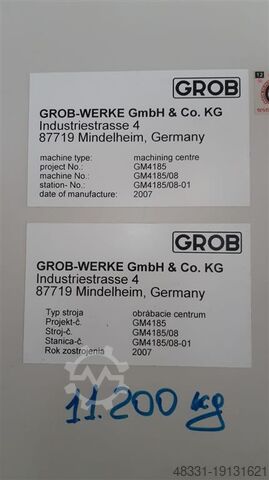 GROB
GROB-WERKE GmbH & Co. KG
Industriestrasse 4
87719 Mindelheim, Germany
machine type: machining centre
project No.: GM4185
machine No.: GM4185/08
station- No.: GM4185/08-01
date of manufacture: 2007
12
GROB
GROB-WERKE GmbH & Co. KG
Industriestrasse 4
87719 Mindelheim, Germany
Typ stroja obrábacie centrum
Projekt-č. GM4185
Stroj-č. GM4185/08
Stanica-č. GM4185/08-01
Rok zostrojenia 2007
11.200 kg
48331-19131621